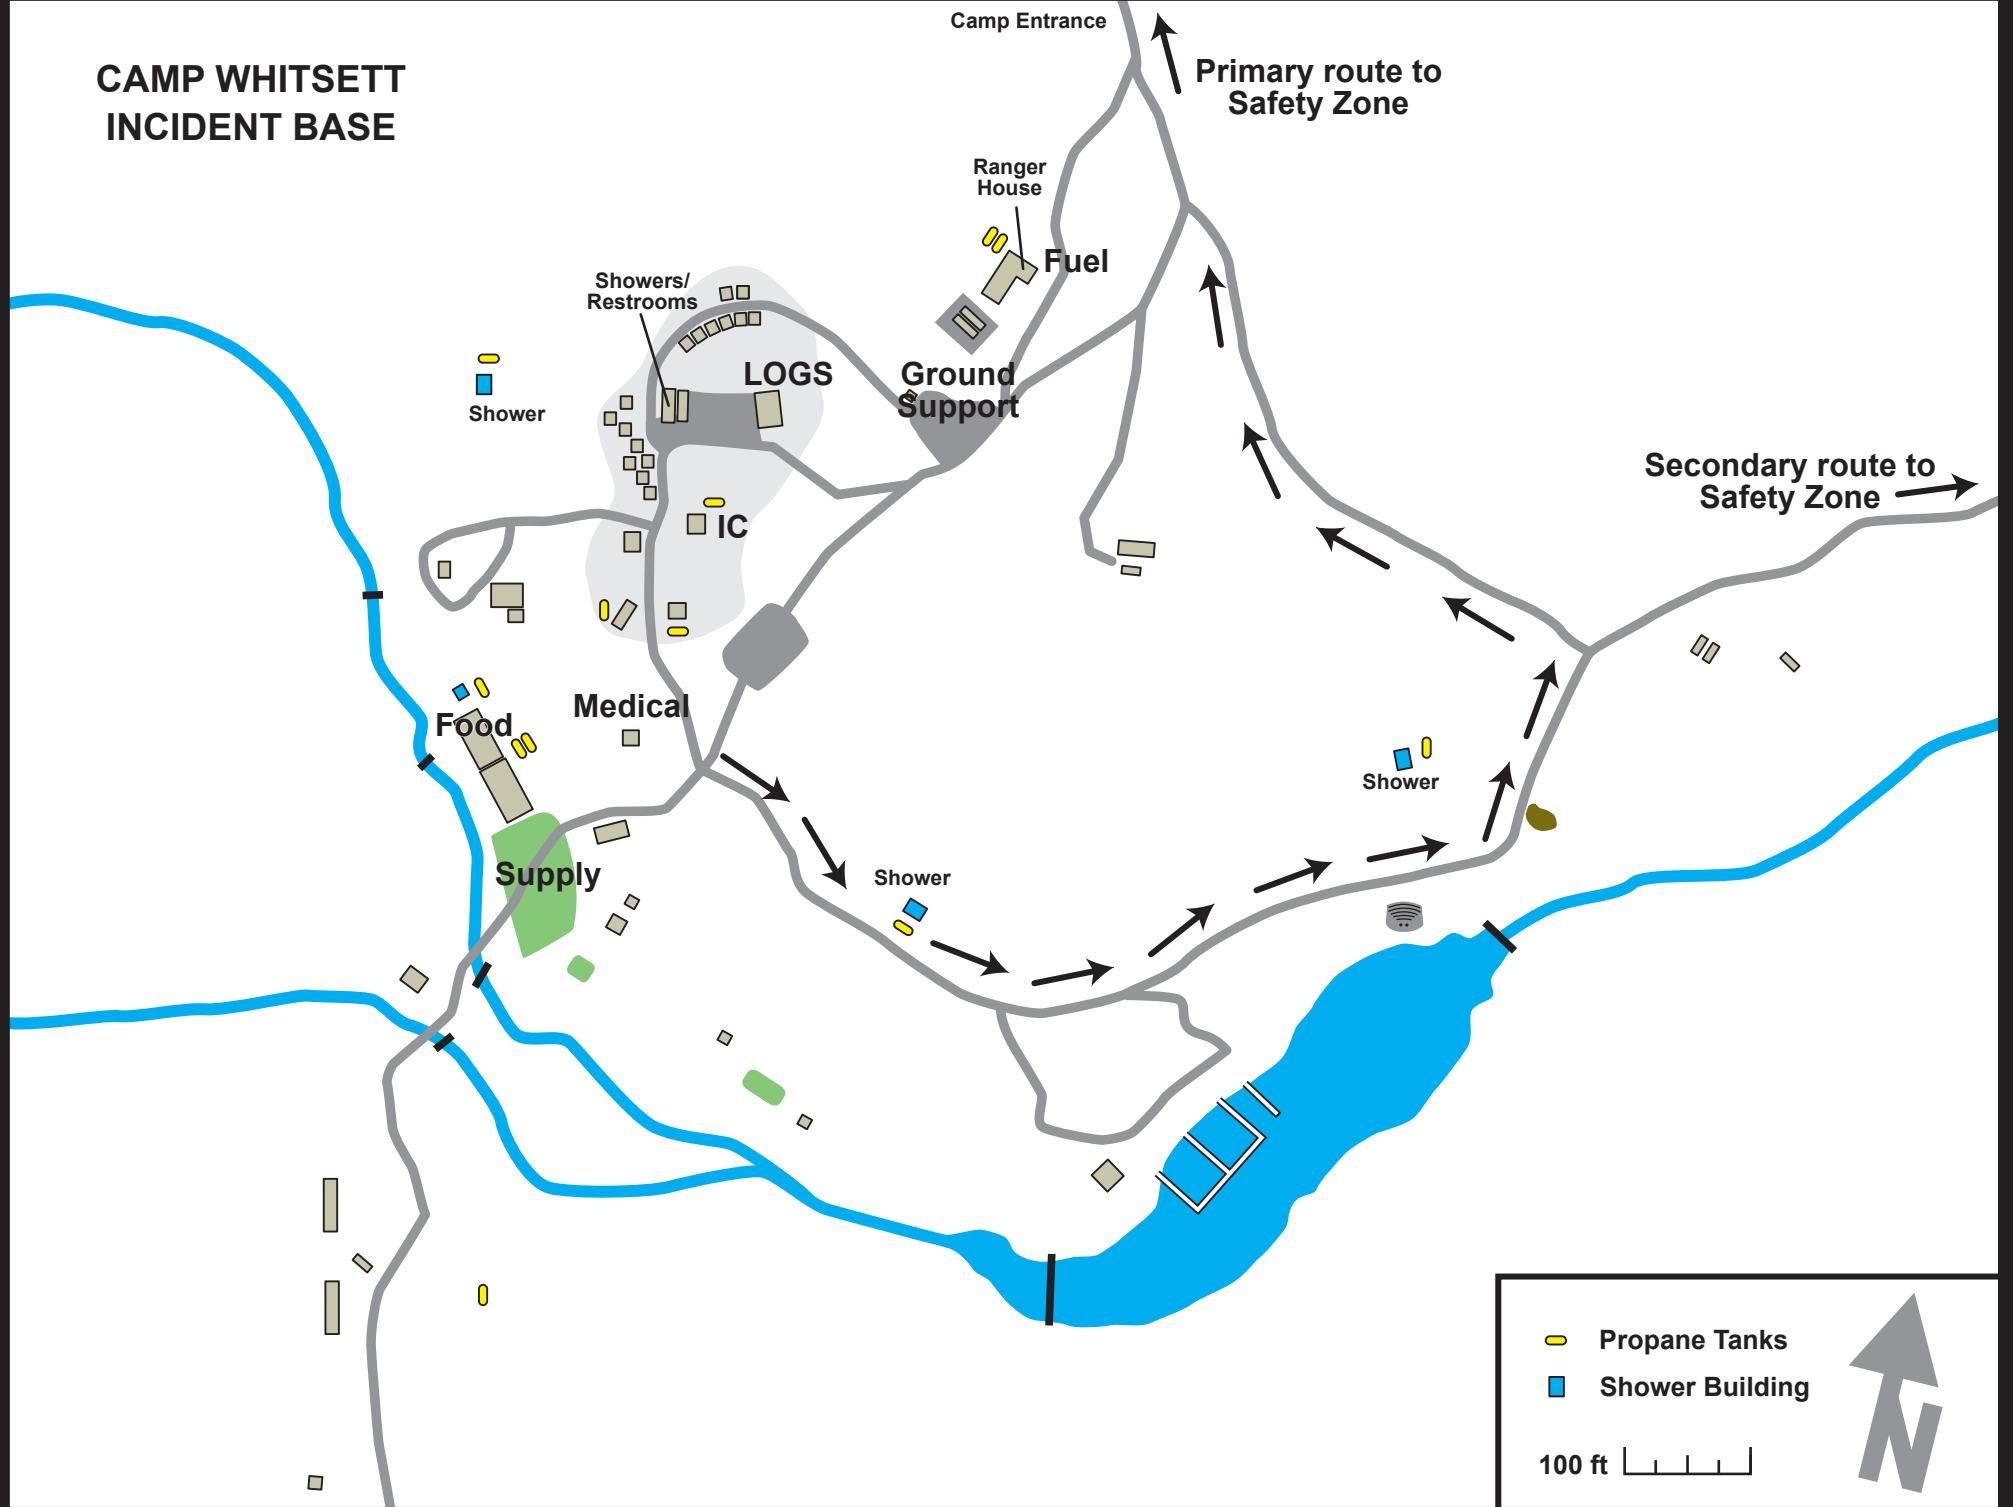 Camp Entrance
CAMP WHITSETT
INCIDENT BASE
Primary route to
Safety Zone
Ranger
House
Fuel
Showers/
Restrooms
LOGS
Ground
Support
Shower
Secondary route to
Safety Zone
IC
Medical
Food
Shower
Supply
Shower
Propane Tanks
Shower Building
100 ft
N